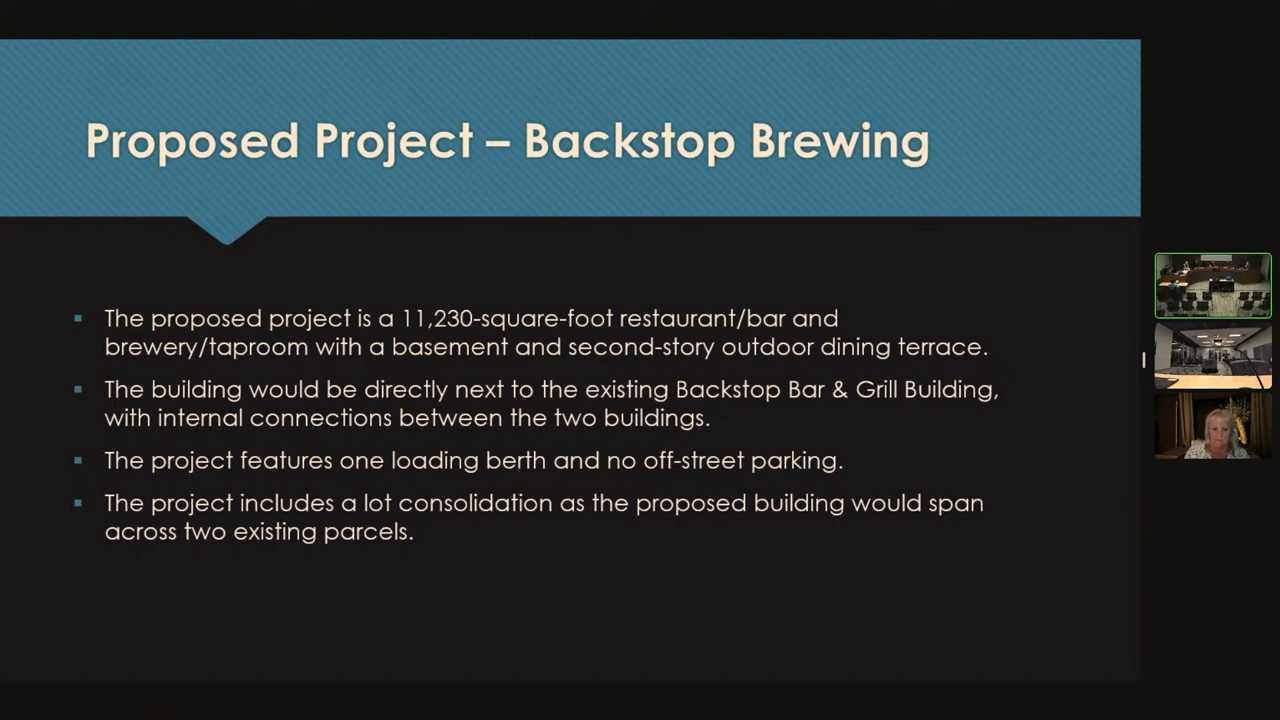 Proposed Project – Backstop Brewing
▪ The proposed project is a 11,230-square-foot restaurant/bar and
brewery/taproom with a basement and second-story outdoor dining terrace.
▪ The building would be directly next to the existing Backstop Bar & Grill Building,
with internal connections between the two buildings.
▪ The project features one loading berth and no off-street parking.
▪ The project includes a lot consolidation as the proposed building would span
across two existing parcels.